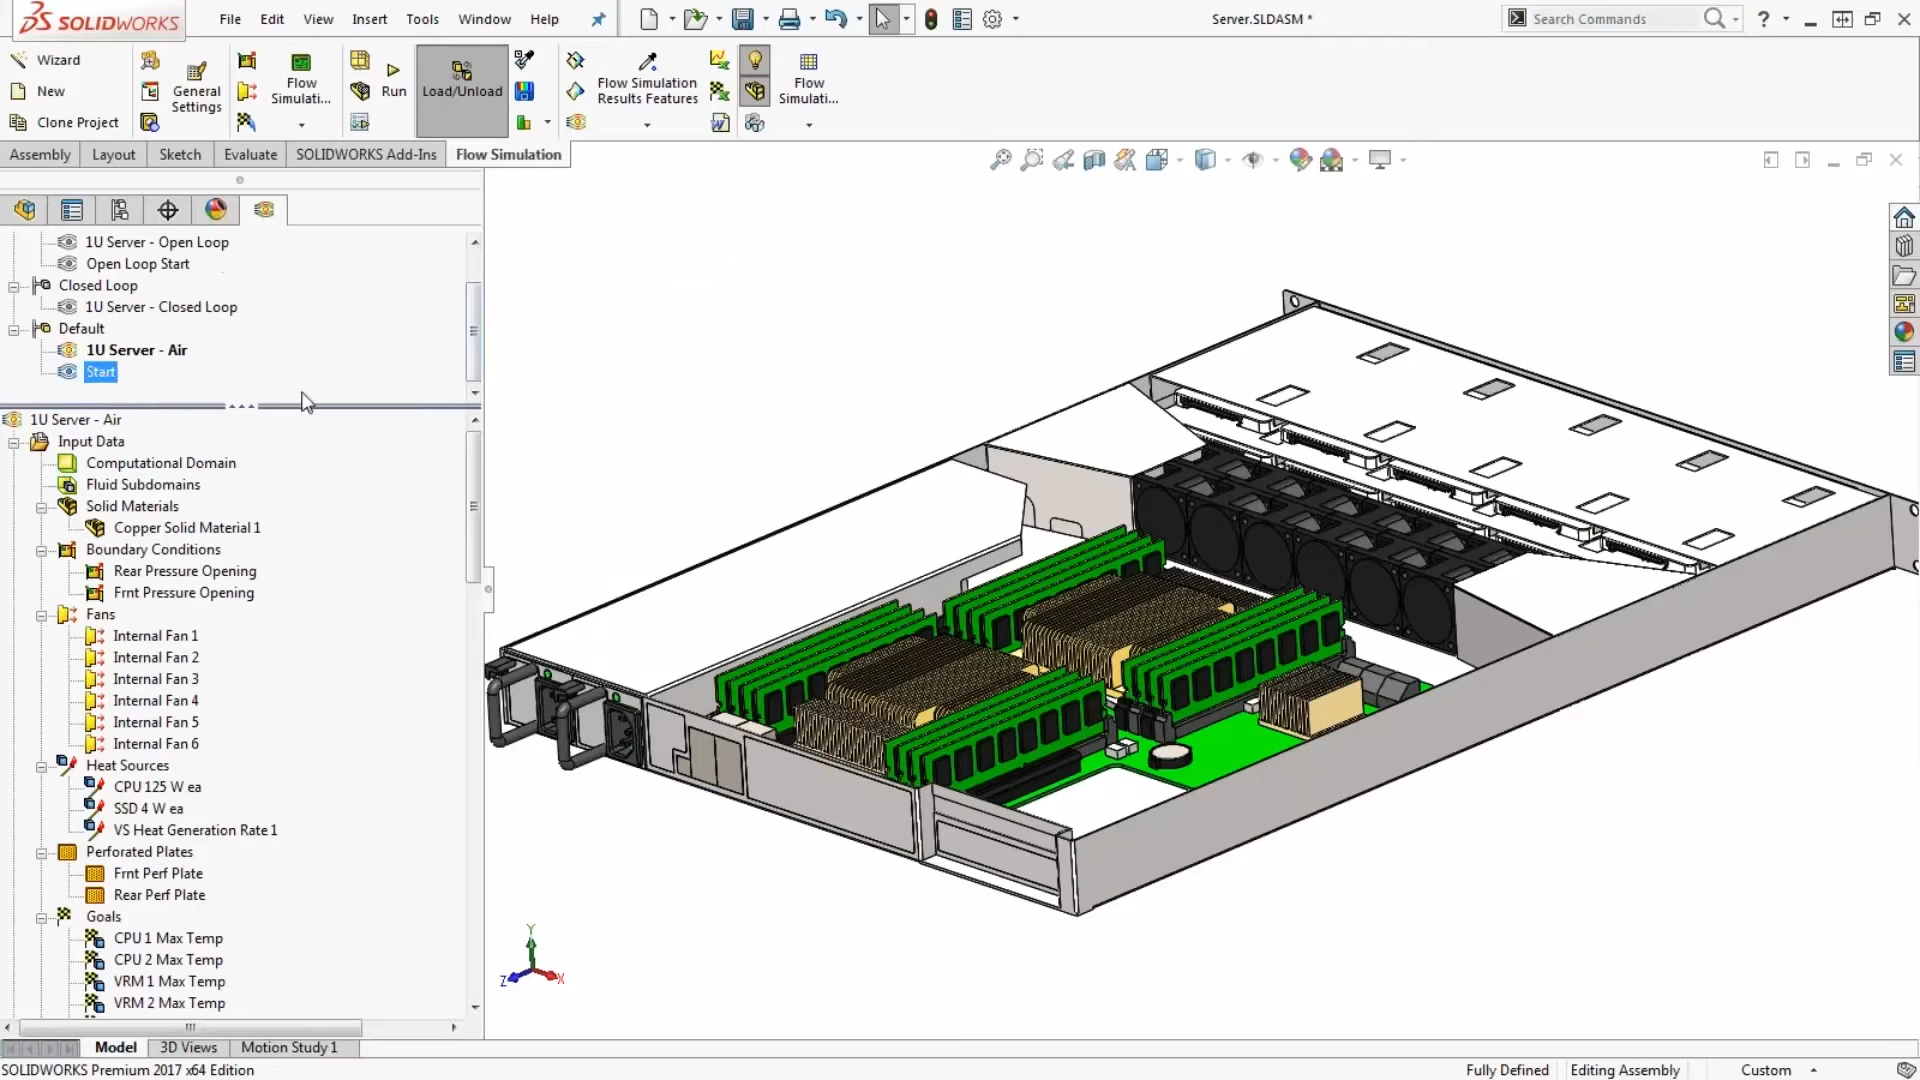 SOLIDWORKS
File Edit View Insert Tools Window Help
Server.SLDASM *
Search Commands
?
Wizard
New
Clone Project
General Settings
Flow Simulati...
Run
Load/Unload
Flow Simulation Results Features
Flow Simulati...
Assembly Layout Sketch Evaluate SOLIDWORKS Add-Ins Flow Simulation
1U Server - Open Loop
Open Loop Start
Closed Loop
1U Server - Closed Loop
Default
1U Server - Air
Start
1U Server - Air
Input Data
Computational Domain
Fluid Subdomains
Solid Materials
Copper Solid Material 1
Boundary Conditions
Rear Pressure Opening
Frnt Pressure Opening
Fans
Internal Fan 1
Internal Fan 2
Internal Fan 3
Internal Fan 4
Internal Fan 5
Internal Fan 6
Heat Sources
CPU 125 W ea
SSD 4 W ea
VS Heat Generation Rate 1
Perforated Plates
Frnt Perf Plate
Rear Perf Plate
Goals
CPU 1 Max Temp
CPU 2 Max Temp
VRM 1 Max Temp
VRM 2 Max Temp
Y
Z X
Model 3D Views Motion Study 1
SOLIDWORKS Premium 2017 x64 Edition
Fully Defined Editing Assembly Custom